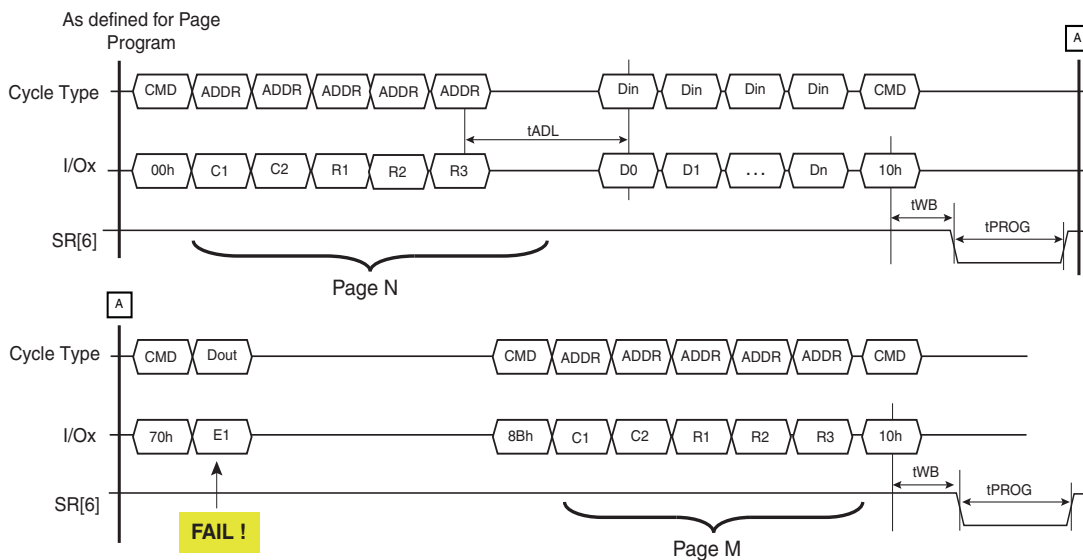 As defined for Page
Program
A
Cycle Type CMD ADDR ADDR ADDR ADDR ADDR Din Din Din Din CMD
tADL
I/Ox 00h C1 C2 R1 R2 R3 D0 D1 ... Dn 10h
tWB tPROG
SR[6]
Page N
A
Cycle Type CMD Dout CMD ADDR ADDR ADDR ADDR ADDR CMD
I/Ox 70h E1 8Bh C1 C2 R1 R2 R3 10h
tWB tPROG
SR[6]
FAIL !
Page M